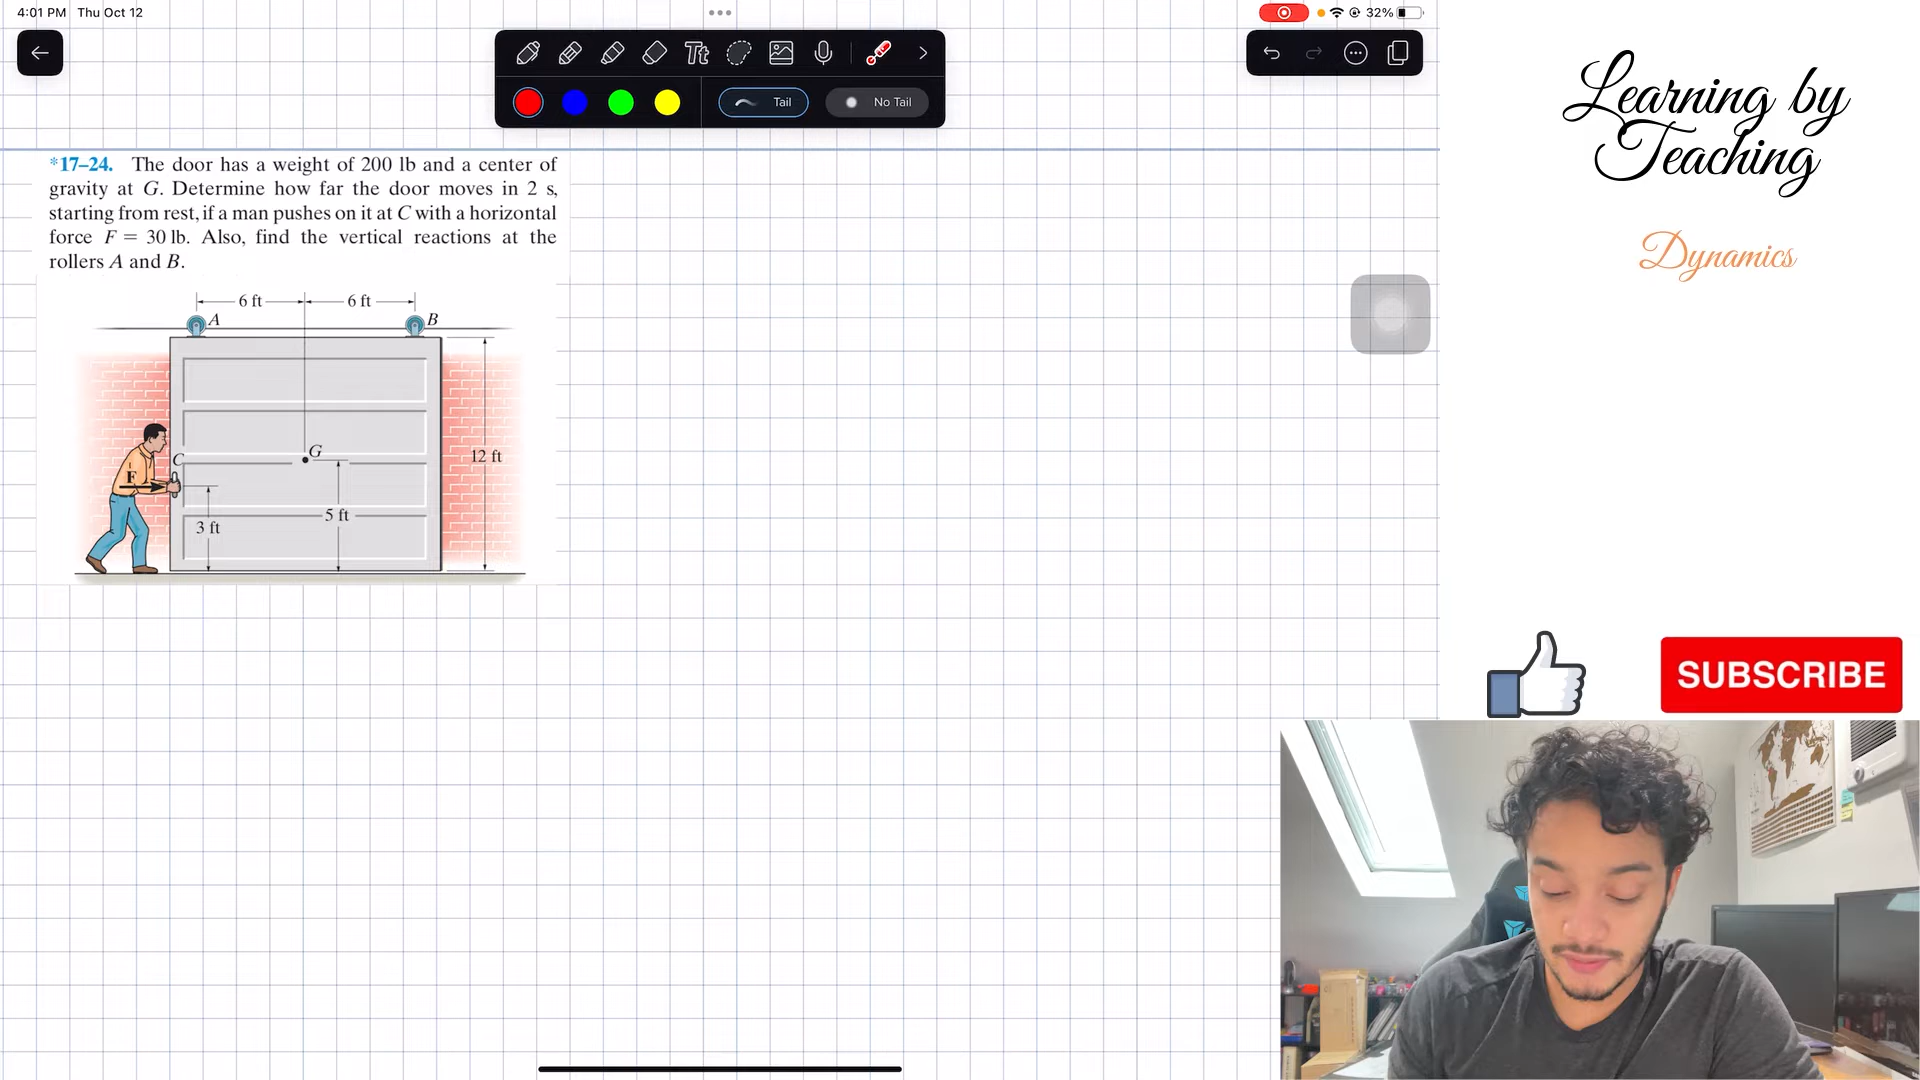 4:01 PM Thu Oct 12
32%
Tt
Tail
No Tail
Learning by
Teaching
Dynamics
*17–24. The door has a weight of 200 lb and a center of
gravity at G. Determine how far the door moves in 2 s,
starting from rest, if a man pushes on it at C with a horizontal
force F = 30 lb. Also, find the vertical reactions at the
rollers A and B.
6 ft
6 ft
A
B
G
C
12 ft
F
5 ft
3 ft
SUBSCRIBE